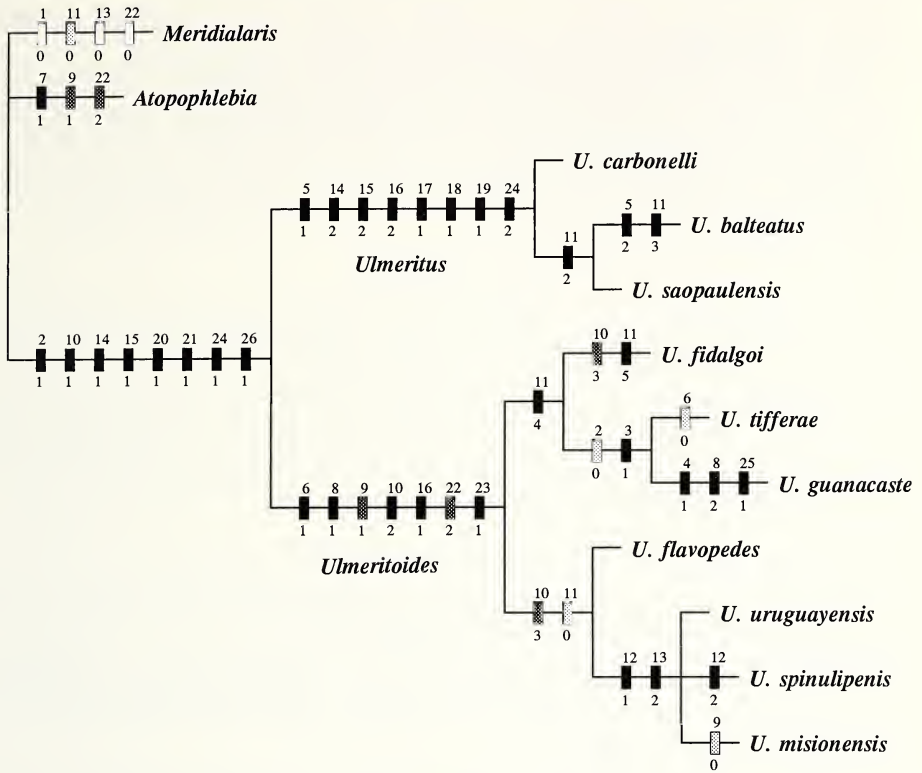 1 11 13 22
Meridialaris
0 0 0 0
7 9 22
Atopophlebia
1 1 2
U. carbonelli
5 14 15 16 17 18 19 24
1 2 2 2 1 1 1 2
Ulmeritus
5 11
U. balteatus
2 3
11
2
U. saopaulensis
2 10 14 15 20 21 24 26
1 1 1 1 1 1 1 1
10 11
U. fidalgoi
3 5
11
4
6
U. tifferae
0
2 3
0 1
4 8 25
U. guanacaste
1 2 1
6 8 9 10 16 22 23
1 1 1 2 1 2 1
Ulmeritoides
U. flavopedes
10 11
3 0
U. uruguayensis
12 13
1 2
12
U. spinulipenis
2
9
U. misionensis
0